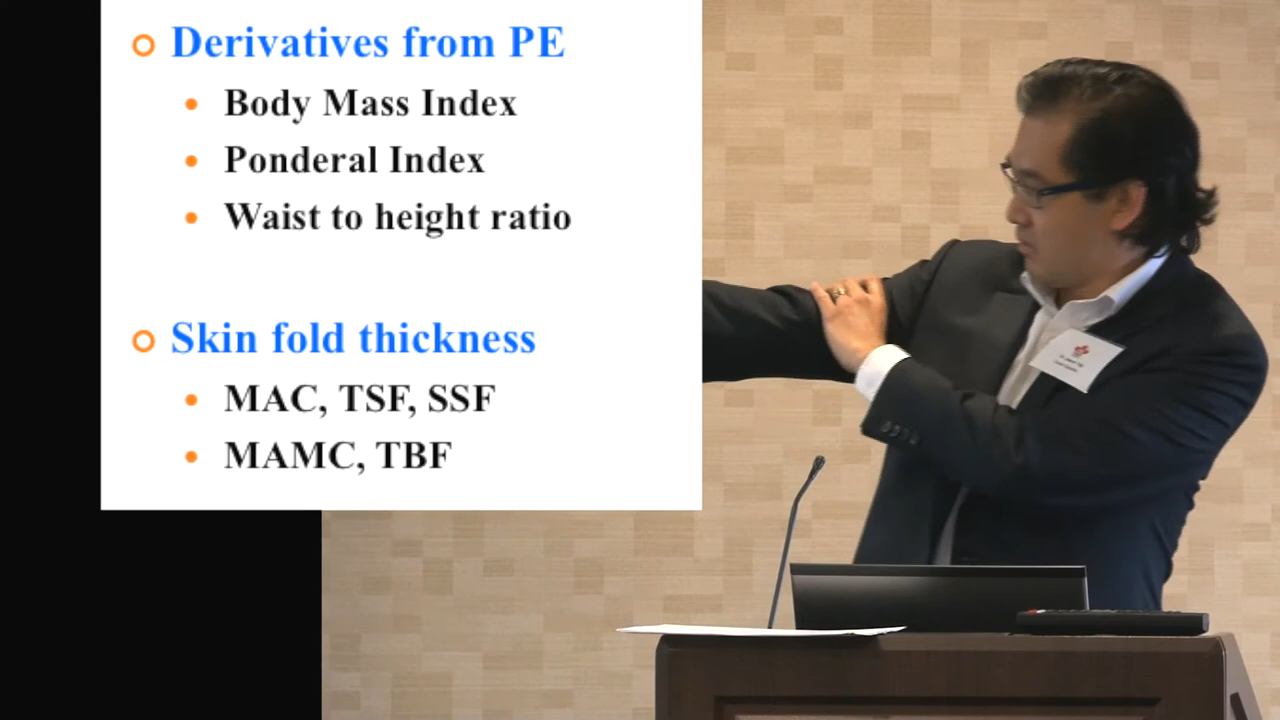 Derivatives from PE
Body Mass Index
Ponderal Index
Waist to height ratio
Skin fold thickness
MAC, TSF, SSF
MAMC, TBF